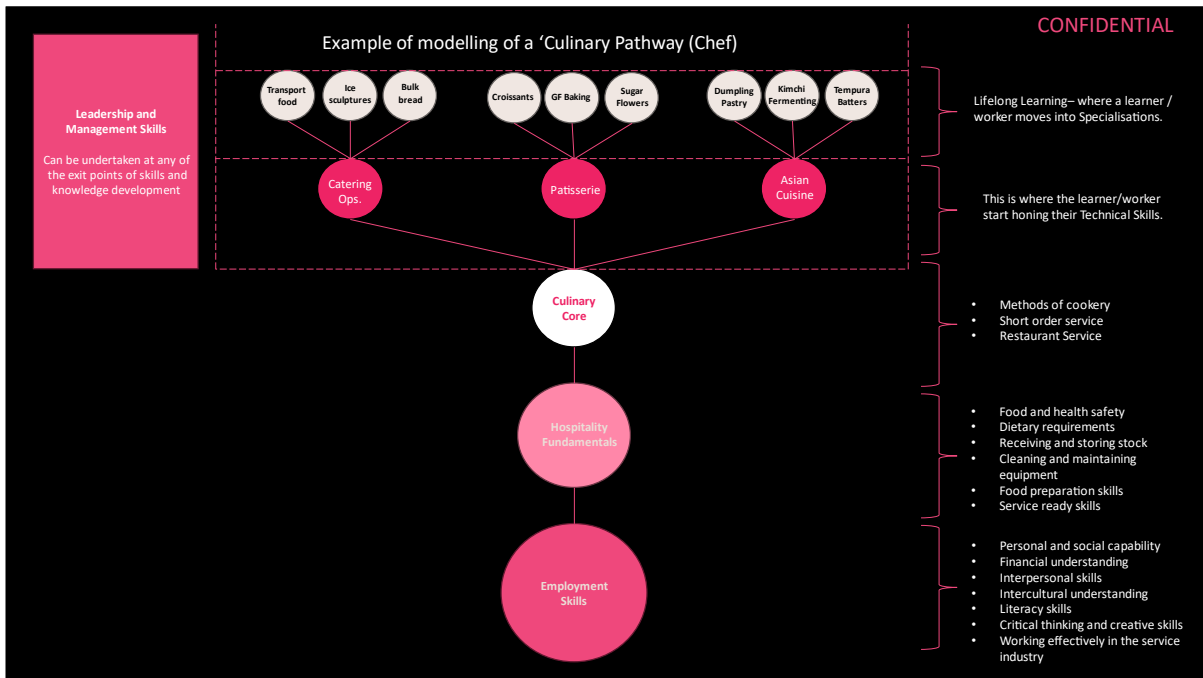 CONFIDENTIAL
Example of modelling of a ‘Culinary Pathway (Chef)
Leadership and
Management Skills
Can be undertaken at any of
the exit points of skills and
knowledge development
Transport
food
Ice
sculptures
Bulk
bread
Croissants
GF Baking
Sugar
Flowers
Dumpling
Pastry
Kimchi
Fermenting
Tempura
Batters
Lifelong Learning– where a learner /
worker moves into Specialisations.
Catering
Ops.
Patisserie
Asian
Cuisine
This is where the learner/worker
start honing their Technical Skills.
Culinary
Core
• Methods of cookery
• Short order service
• Restaurant Service
Hospitality
Fundamentals
• Food and health safety
• Dietary requirements
• Receiving and storing stock
• Cleaning and maintaining
equipment
• Food preparation skills
• Service ready skills
Employment
Skills
• Personal and social capability
• Financial understanding
• Interpersonal skills
• Intercultural understanding
• Literacy skills
• Critical thinking and creative skills
• Working effectively in the service
industry